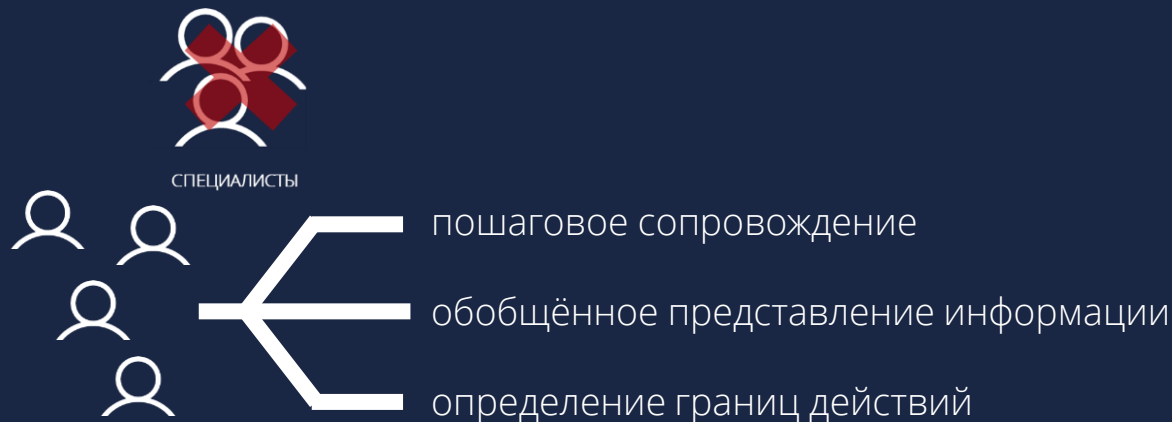 СПЕЦИАЛИСТЫ
пошаговое сопровождение
обобщённое представление информации
определение границ действий